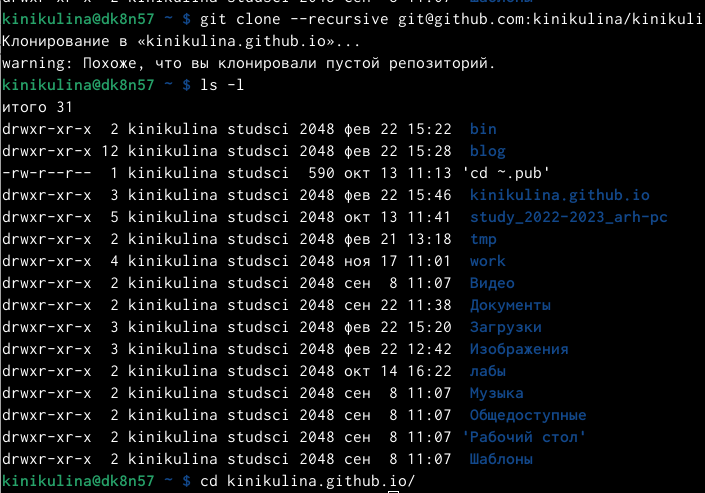 kinikulina@dk8n57 ~ $ git clone --recursive git@github.com:kinikulina/kinikuli
Клонирование в «kinikulina.github.io»...
warning: Похоже, что вы клонировали пустой репозиторий.
kinikulina@dk8n57 ~ $ ls -l
итого 31
drwxr-xr-x  2 kinikulina studsci 2048 фев 22 15:22  bin
drwxr-xr-x 12 kinikulina studsci 2048 фев 22 15:28  blog
-rw-r--r--  1 kinikulina studsci  590 окт 13 11:13 'cd ~.pub'
drwxr-xr-x  3 kinikulina studsci 2048 фев 22 15:46  kinikulina.github.io
drwxr-xr-x  5 kinikulina studsci 2048 окт 13 11:41  study_2022-2023_arh-pc
drwxr-xr-x  2 kinikulina studsci 2048 фев 21 13:18  tmp
drwxr-xr-x  4 kinikulina studsci 2048 ноя 17 11:01  work
drwxr-xr-x  2 kinikulina studsci 2048 сен  8 11:07  Видео
drwxr-xr-x  2 kinikulina studsci 2048 сен 22 11:38  Документы
drwxr-xr-x  3 kinikulina studsci 2048 фев 22 15:20  Загрузки
drwxr-xr-x  3 kinikulina studsci 2048 фев 22 12:42  Изображения
drwxr-xr-x  2 kinikulina studsci 2048 окт 14 16:22  лабы
drwxr-xr-x  2 kinikulina studsci 2048 сен  8 11:07  Музыка
drwxr-xr-x  2 kinikulina studsci 2048 сен  8 11:07  Общедоступные
drwxr-xr-x  2 kinikulina studsci 2048 сен  8 11:07 'Рабочий стол'
drwxr-xr-x  2 kinikulina studsci 2048 сен  8 11:07  Шаблоны
kinikulina@dk8n57 ~ $ cd kinikulina.github.io/